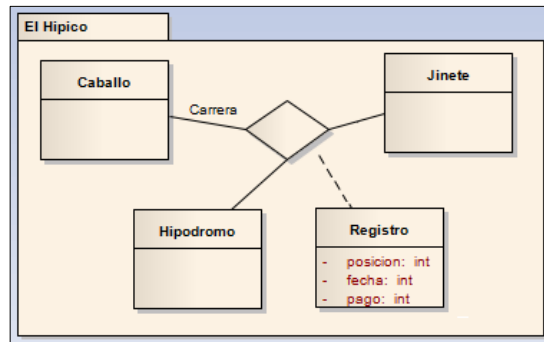 El Hipico
Caballo
Carrera
Jinete
Hipodromo
Registro
- posicion: int
- fecha: int
- pago: int